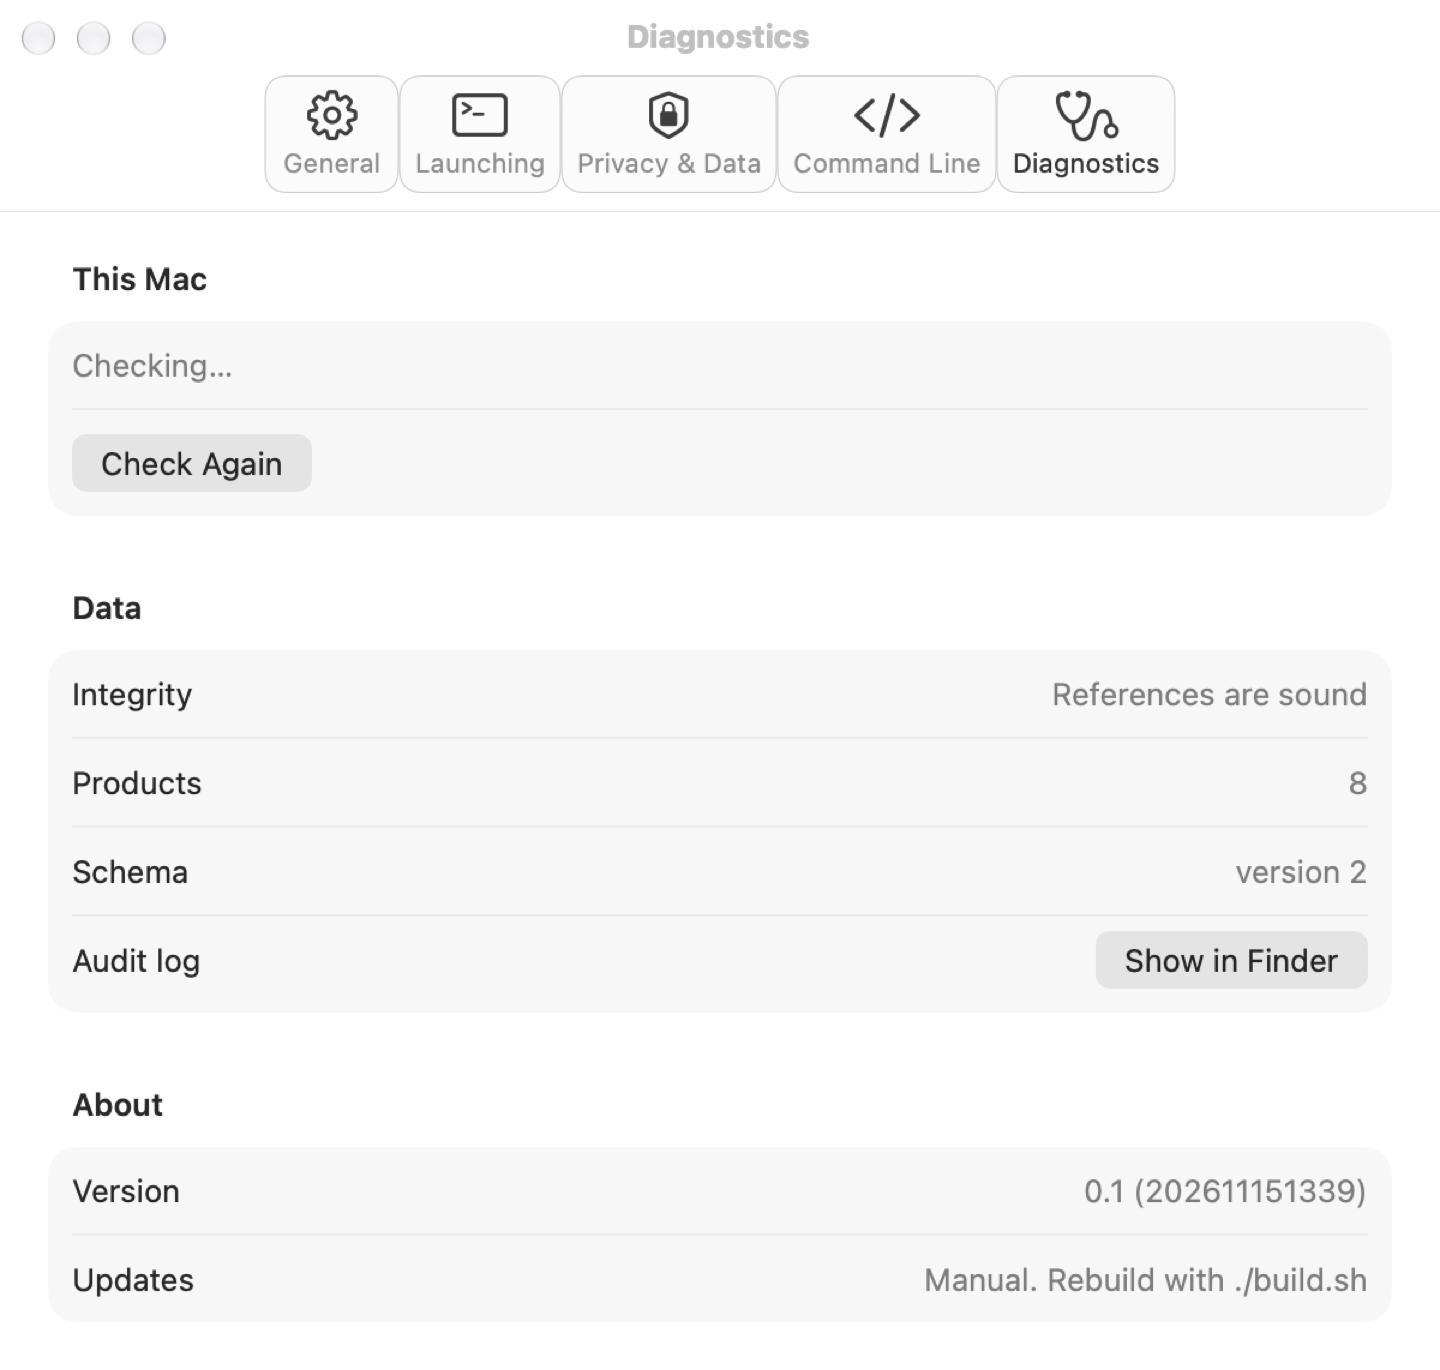 Diagnostics
General Launching Privacy & Data Command Line Diagnostics
This Mac
Checking...
Check Again
Data
Integrity References are sound
Products 8
Schema version 2
Audit log Show in Finder
About
Version 0.1 (202611151339)
Updates Manual. Rebuild with ./build.sh